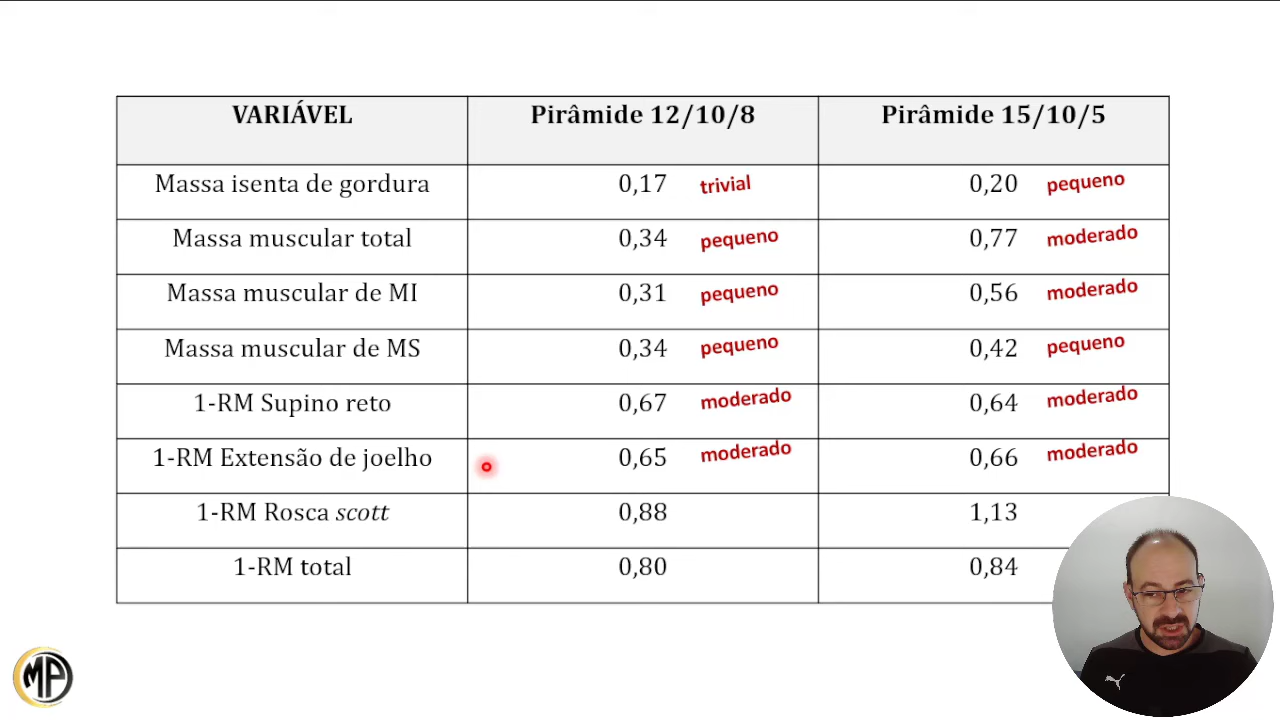 VARIÁVEL Pirâmide 12/10/8 Pirâmide 15/10/5
Massa isenta de gordura 0,17 trivial 0,20 pequeno
Massa muscular total 0,34 pequeno 0,77 moderado
Massa muscular de MI 0,31 pequeno 0,56 moderado
Massa muscular de MS 0,34 pequeno 0,42 pequeno
1-RM Supino reto 0,67 moderado 0,64 moderado
1-RM Extensão de joelho 0,65 moderado 0,66 moderado
1-RM Rosca scott 0,88 1,13
1-RM total 0,80 0,84
MP